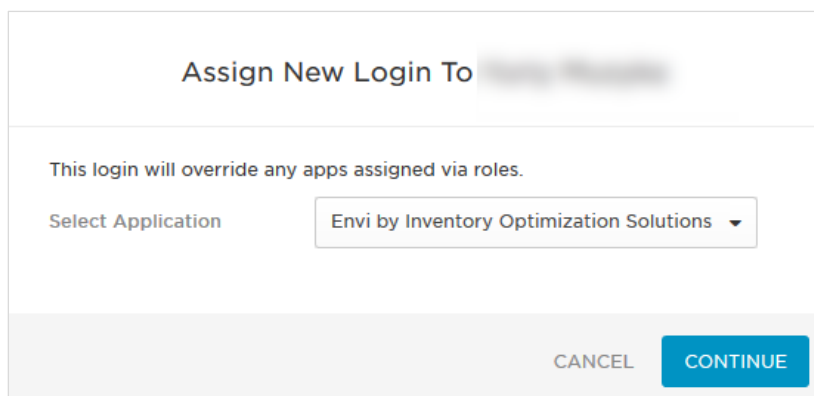 Assign New Login To
This login will override any apps assigned via roles.
Select Application
Envi by Inventory Optimization Solutions
CANCEL
CONTINUE